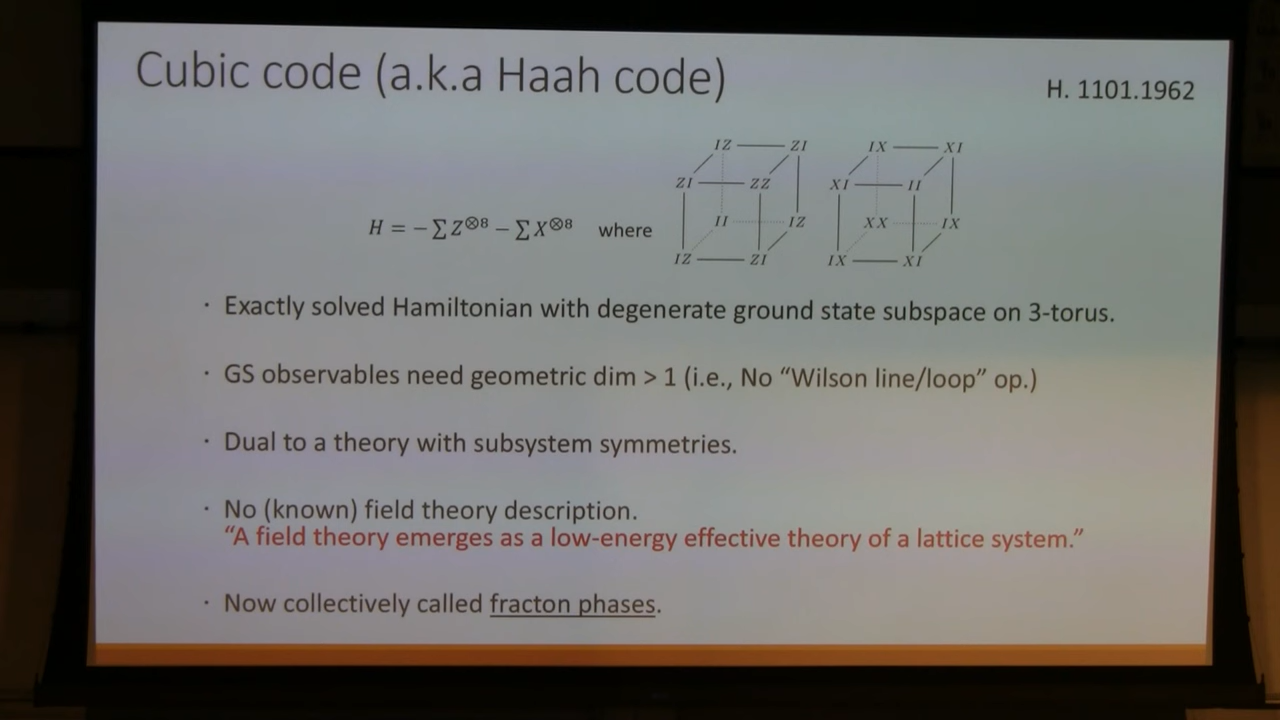 Cubic code (a.k.a Haah code)
H. 1101.1962
IZ ZI IX XI
ZI ZZ XI II
H = −∑Z⊗8 − ∑X⊗8 where
II IZ XX IX
IZ ZI IX XI
· Exactly solved Hamiltonian with degenerate ground state subspace on 3-torus.
· GS observables need geometric dim > 1 (i.e., No “Wilson line/loop” op.)
· Dual to a theory with subsystem symmetries.
· No (known) field theory description.
“A field theory emerges as a low-energy effective theory of a lattice system.”
· Now collectively called fracton phases.